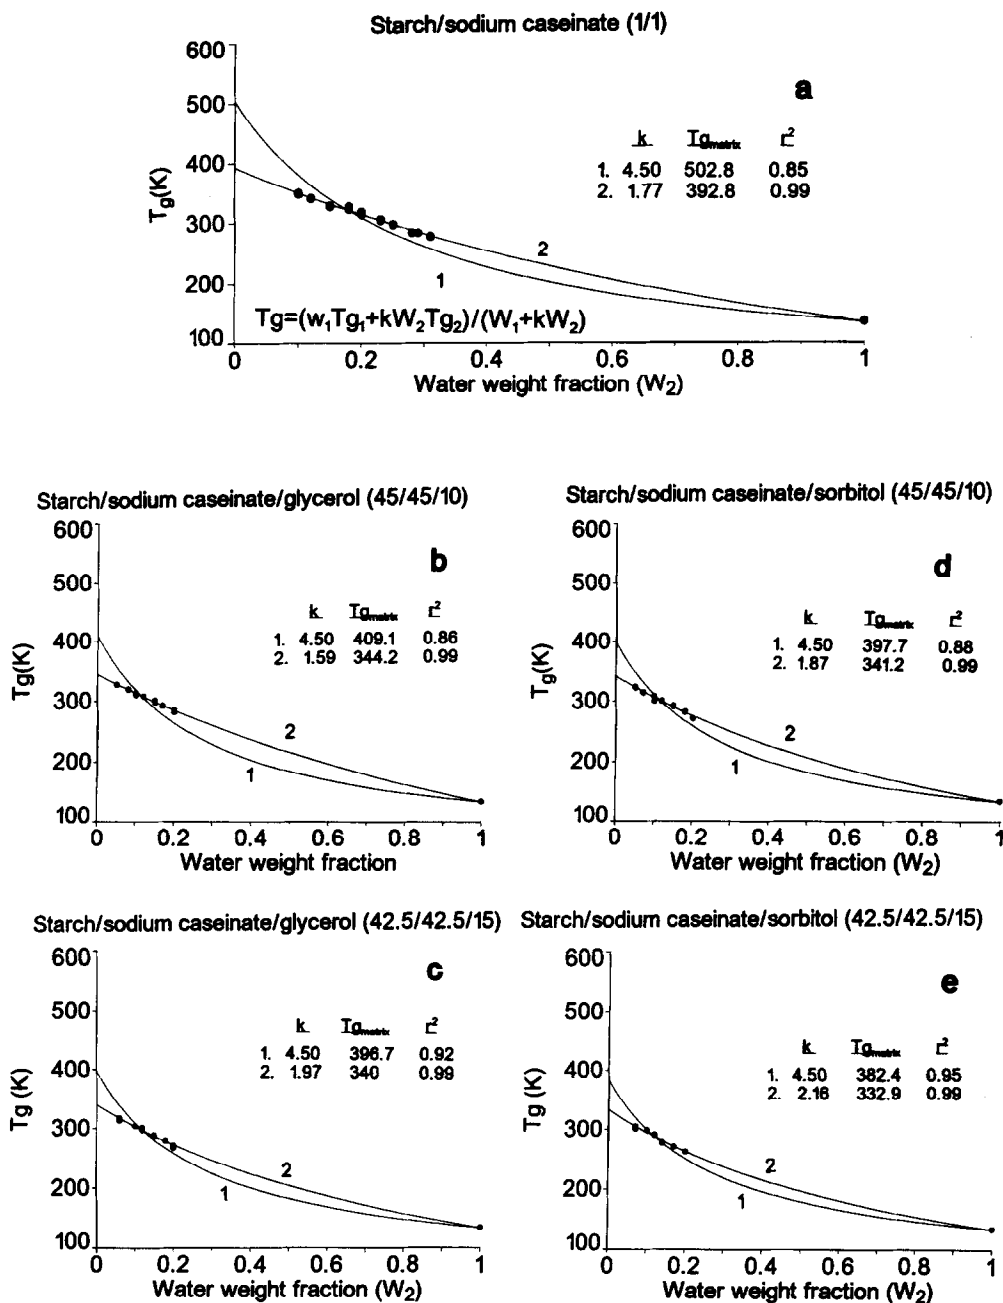 Starch/sodium caseinate (1/1)
a
600
500
400
300
200
100
Tg(K)
k Tgmatrix r²
1. 4.50 502.8 0.85
2. 1.77 392.8 0.99
2
1
Tg=(w₁Tg₁+kW₂Tg₂)/(W₁+kW₂)
0 0.2 0.4 0.6 0.8 1
Water weight fraction (W₂)
Starch/sodium caseinate/glycerol (45/45/10)
b
600
500
400
300
200
100
Tg(K)
k Tgmatrix r²
1. 4.50 409.1 0.86
2. 1.59 344.2 0.99
2
1
0 0.2 0.4 0.6 0.8 1
Water weight fraction
Starch/sodium caseinate/sorbitol (45/45/10)
d
600
500
400
300
200
100
Tg(K)
k Tgmatrix r²
1. 4.50 397.7 0.88
2. 1.87 341.2 0.99
2
1
0 0.2 0.4 0.6 0.8 1
Water weight fraction (W₂)
Starch/sodium caseinate/glycerol (42.5/42.5/15)
c
600
500
400
300
200
100
Tg (K)
k Tgmatrix r²
1. 4.50 396.7 0.92
2. 1.97 340 0.99
2
1
0 0.2 0.4 0.6 0.8 1
Water weight fraction (W₂)
Starch/sodium caseinate/sorbitol (42.5/42.5/15)
e
600
500
400
300
200
100
Tg (K)
k Tgmatrix r²
1. 4.50 382.4 0.95
2. 2.16 332.9 0.99
2
1
0 0.2 0.4 0.6 0.8 1
Water weight fraction (W₂)